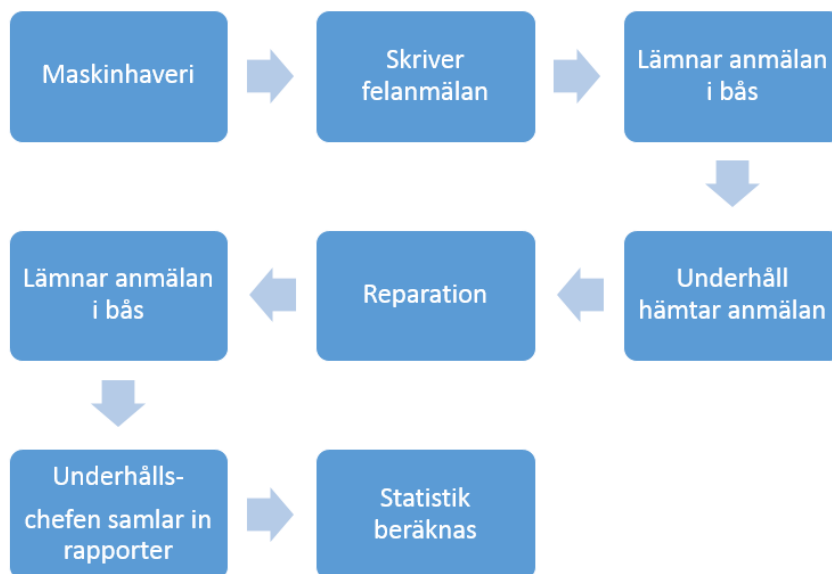 Maskinhaveri
Skriver
felanmälan
Lämnar anmälan
i bås
Underhåll
hämtar anmälan
Reparation
Lämnar anmälan
i bås
Underhålls-
chefen samlar in
rapporter
Statistik
beräknas